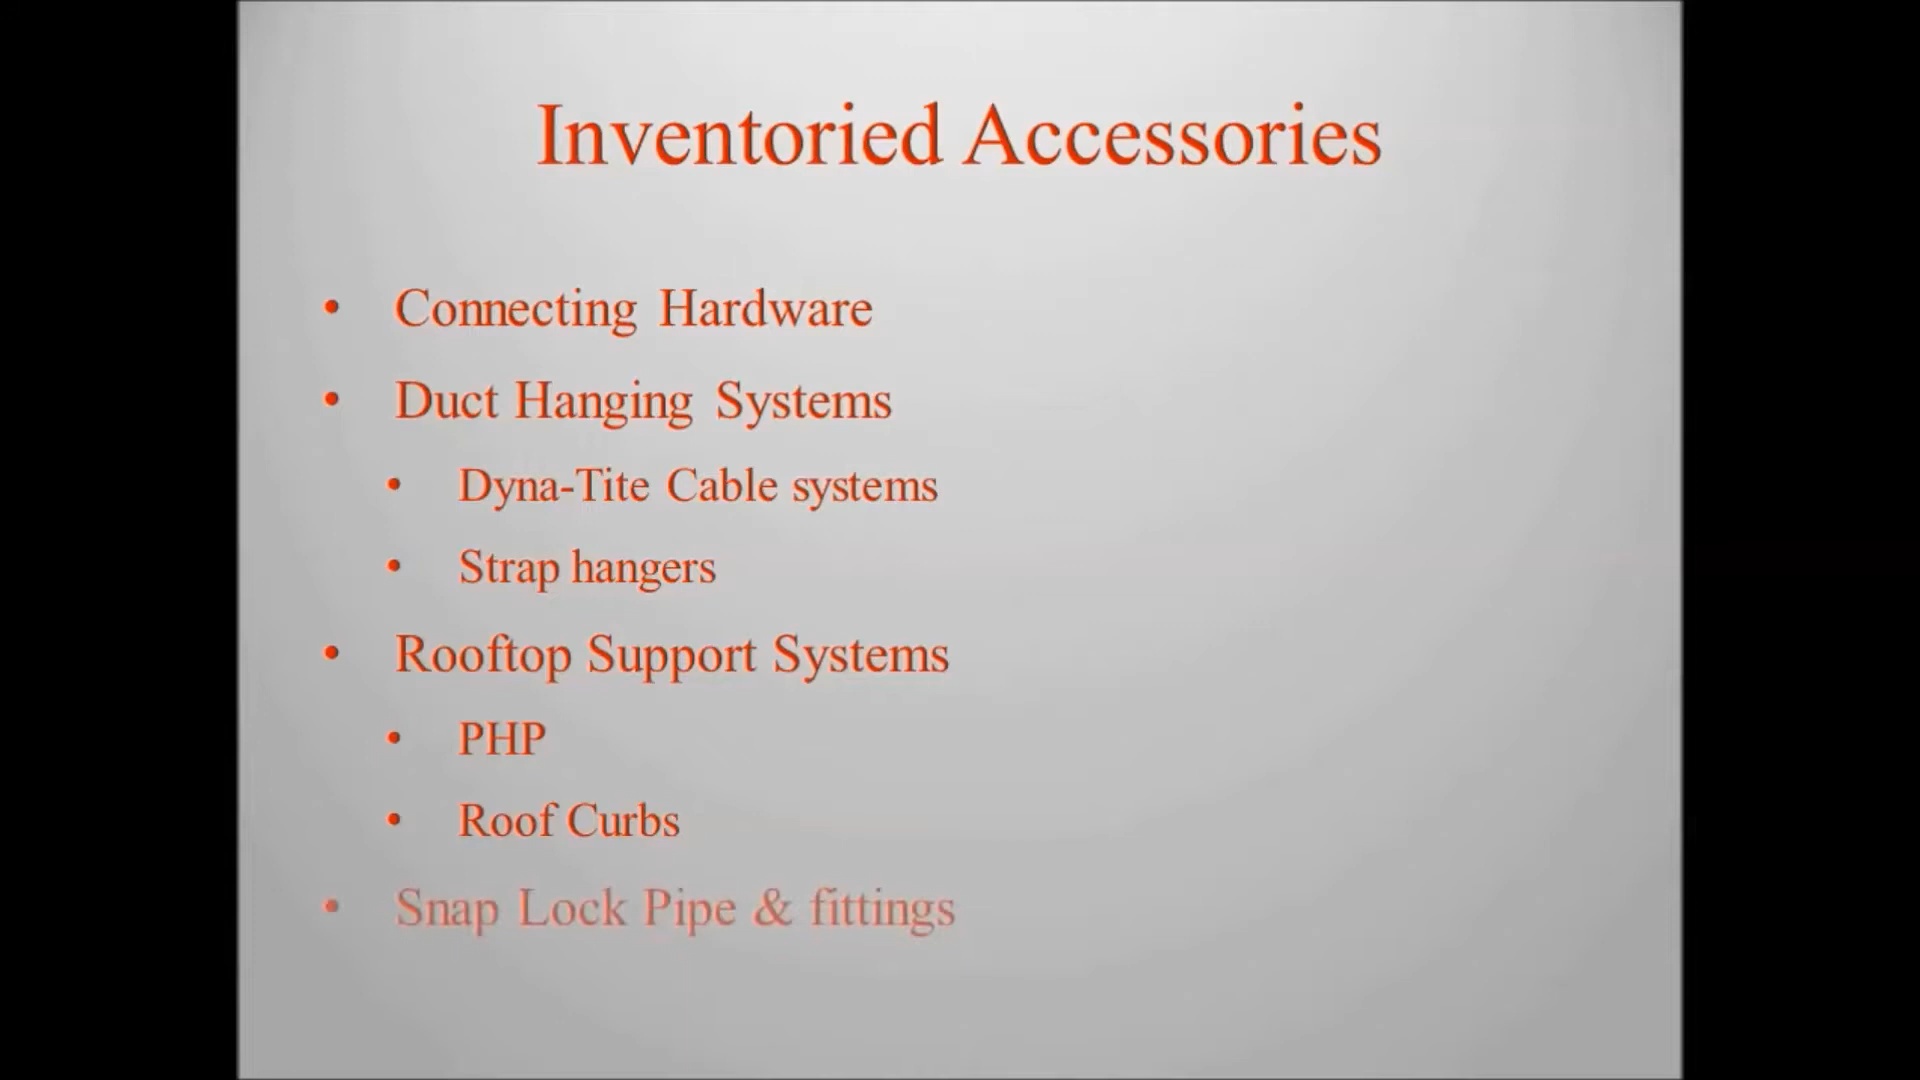 Inventoried Accessories
• Connecting Hardware
• Duct Hanging Systems
• Dyna-Tite Cable systems
• Strap hangers
• Rooftop Support Systems
• PHP
• Roof Curbs
• Snap Lock Pipe & fittings